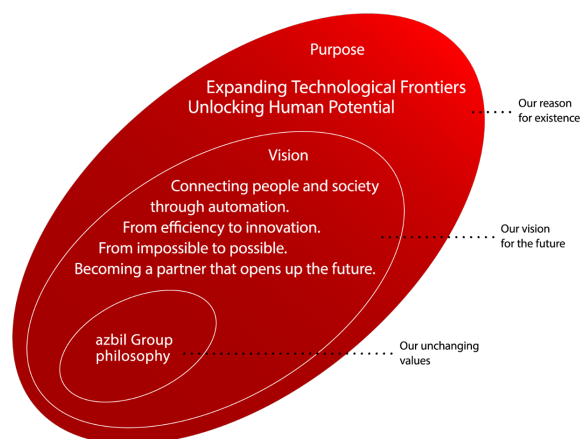 Purpose
Expanding Technological Frontiers
Unlocking Human Potential
Our reason
for existence
Vision
Connecting people and society
through automation.
From efficiency to innovation.
From impossible to possible.
Becoming a partner that opens up the future.
Our vision
for the future
azbil Group
philosophy
Our unchanging
values